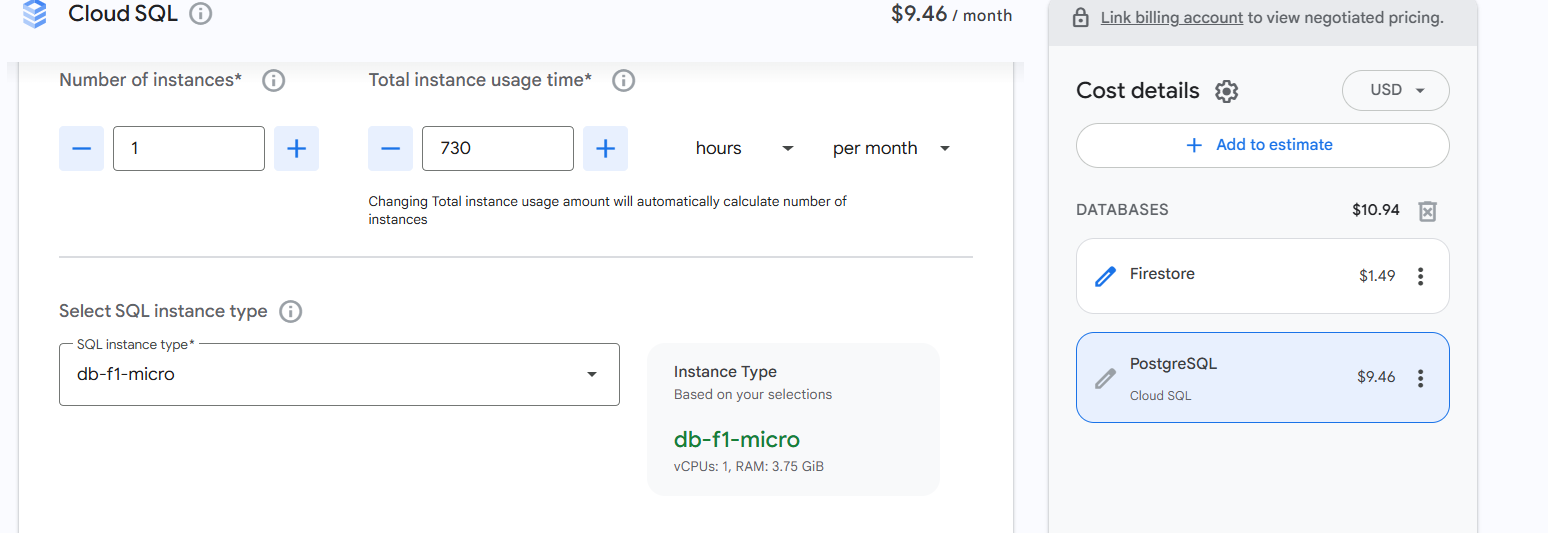 Cloud SQL
$9.46 / month
Number of instances*
Total instance usage time*
1
730
hours
per month
Changing Total instance usage amount will automatically calculate number of
instances
Select SQL instance type
SQL instance type*
db-f1-micro
Instance Type
Based on your selections
db-f1-micro
vCPUs: 1, RAM: 3.75 GiB
Link billing account to view negotiated pricing.
Cost details
USD
+ Add to estimate
DATABASES
$10.94
Firestore
$1.49
PostgreSQL
$9.46
Cloud SQL